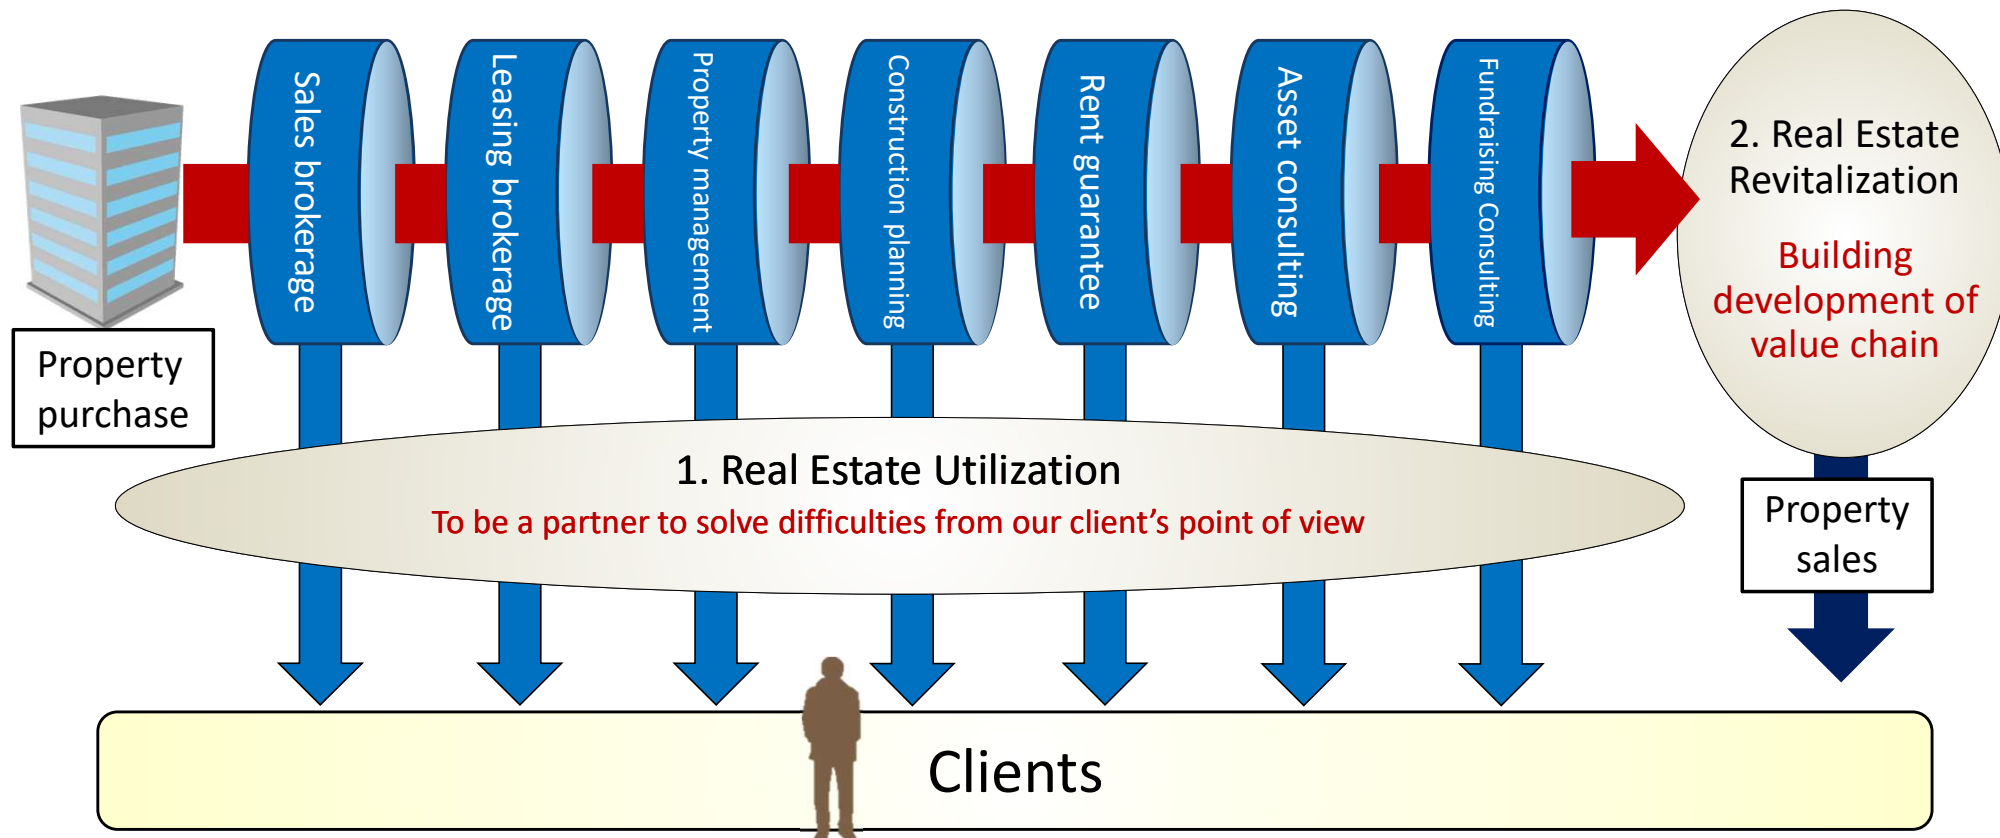 Sales brokerage
Leasing brokerage
Property management
Construction planning
Rent guarantee
Asset consulting
Fundraising Consulting
2. Real Estate
Revitalization
Building
development of
value chain
Property
purchase
1. Real Estate Utilization
To be a partner to solve difficulties from our client’s point of view
Property
sales
Clients